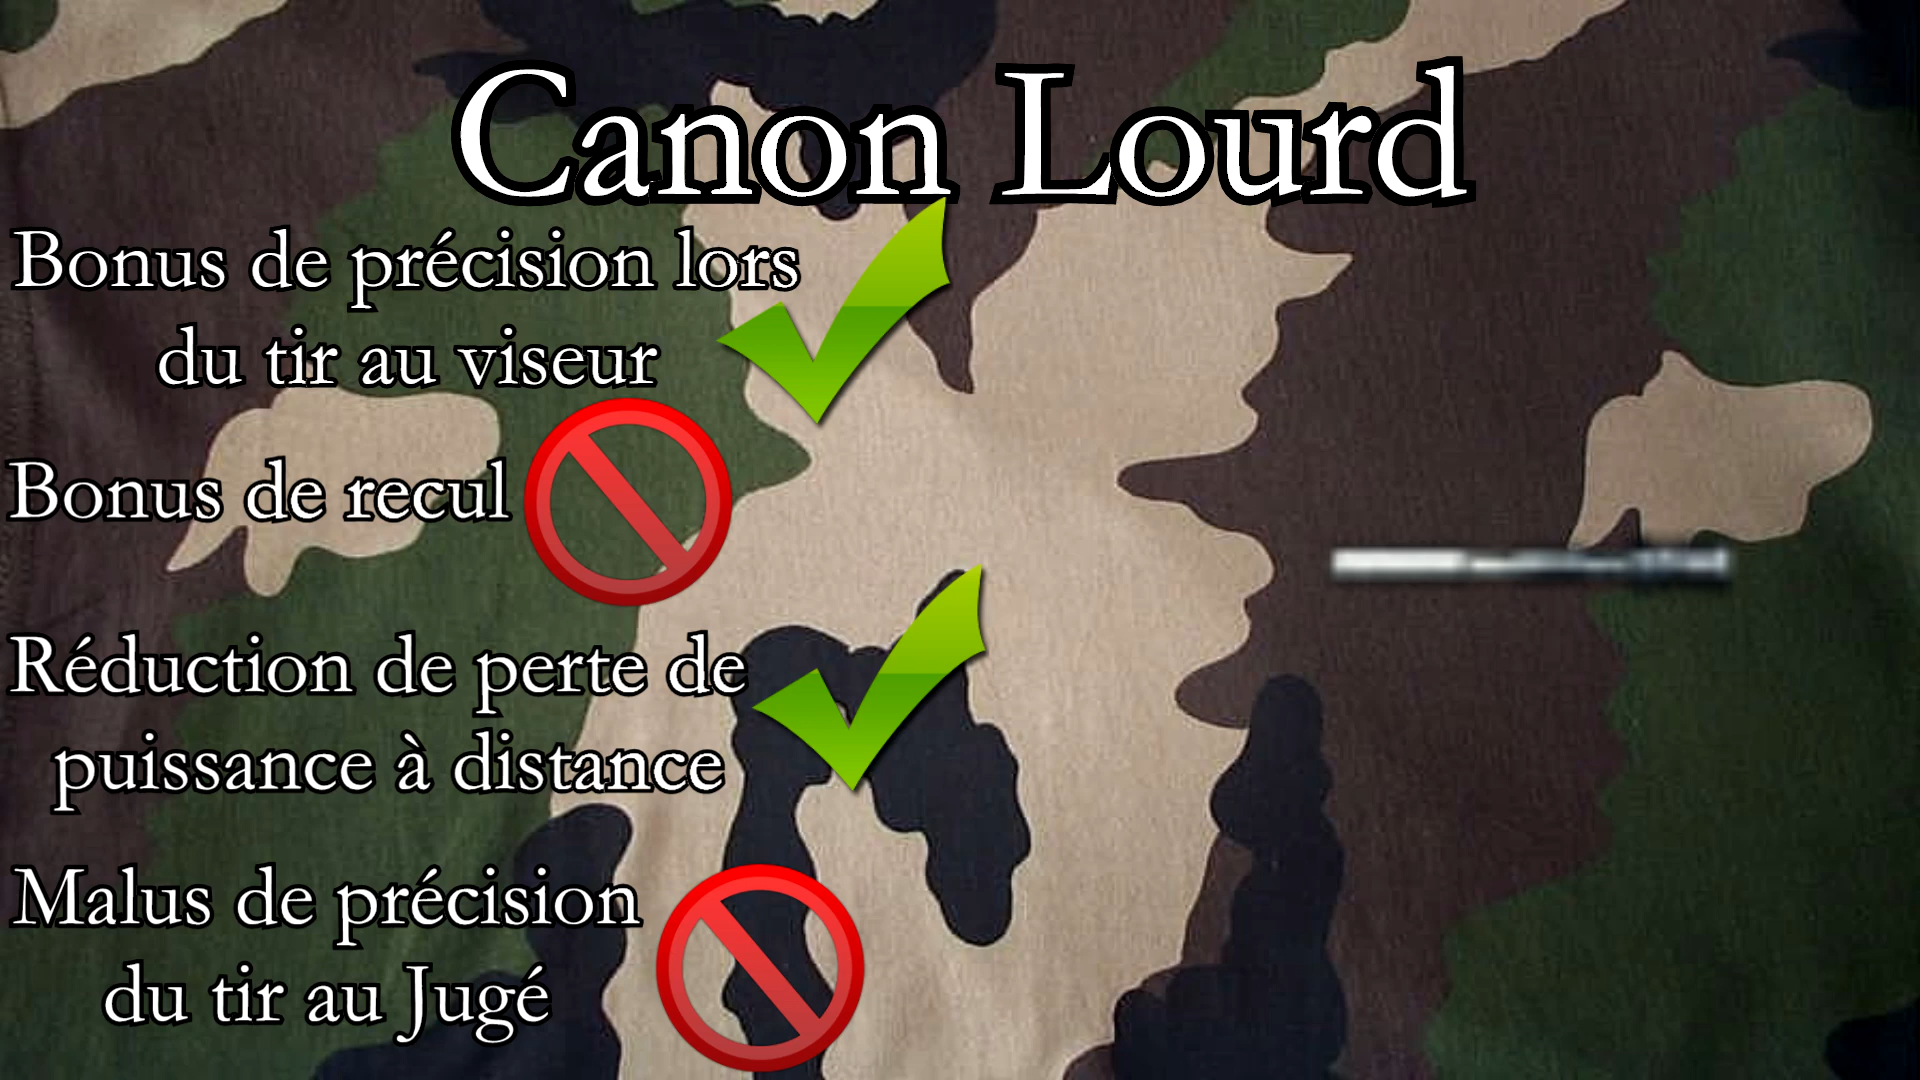 Canon Lourd
Bonus de précision lors
du tir au viseur
Bonus de recul
Réduction de perte de
puissance à distance
Malus de précision
du tir au Jugé